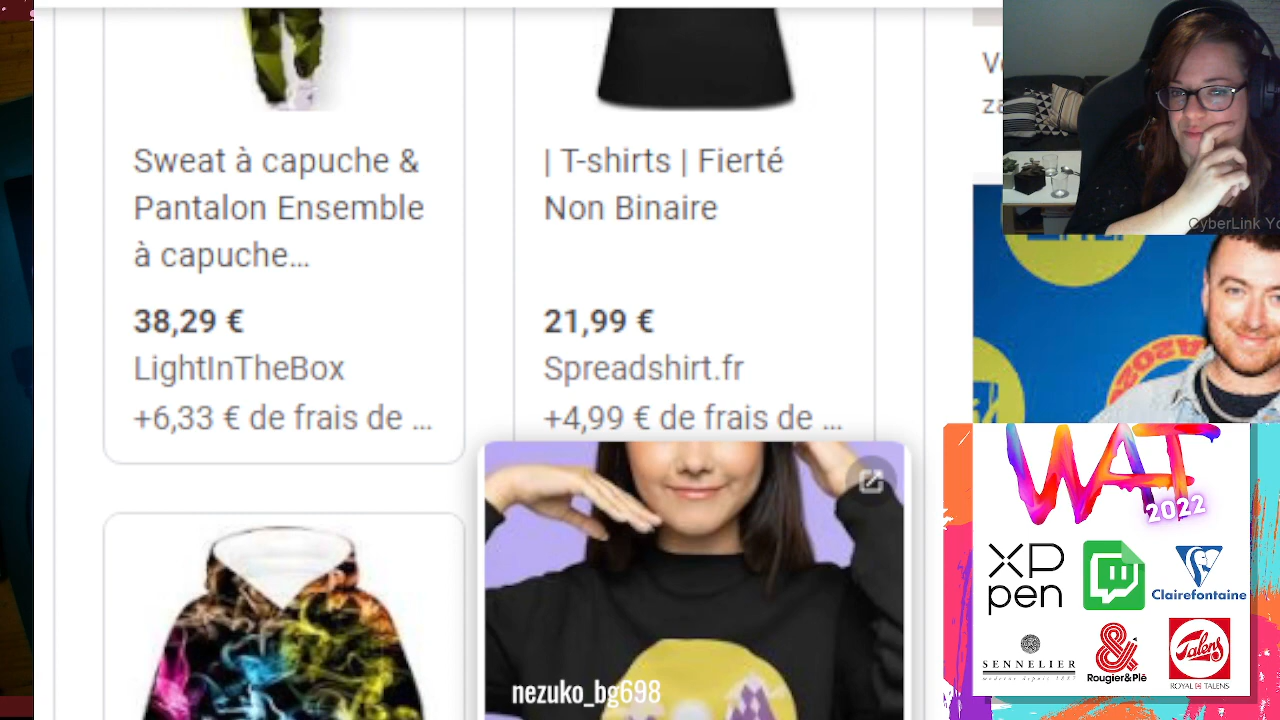 Sweat à capuche &
Pantalon Ensemble
à capuche...
38,29 €
LightInTheBox
+6,33 € de frais de ...
| T-shirts | Fierté
Non Binaire
21,99 €
Spreadshirt.fr
+4,99 € de frais de ...
nezuko_bg698
CyberLink Yo
WAT
2022
XP
pen
Clairefontaine
SENNELIER
&
Rougier&Plé
Talens
ROYAL TALENS